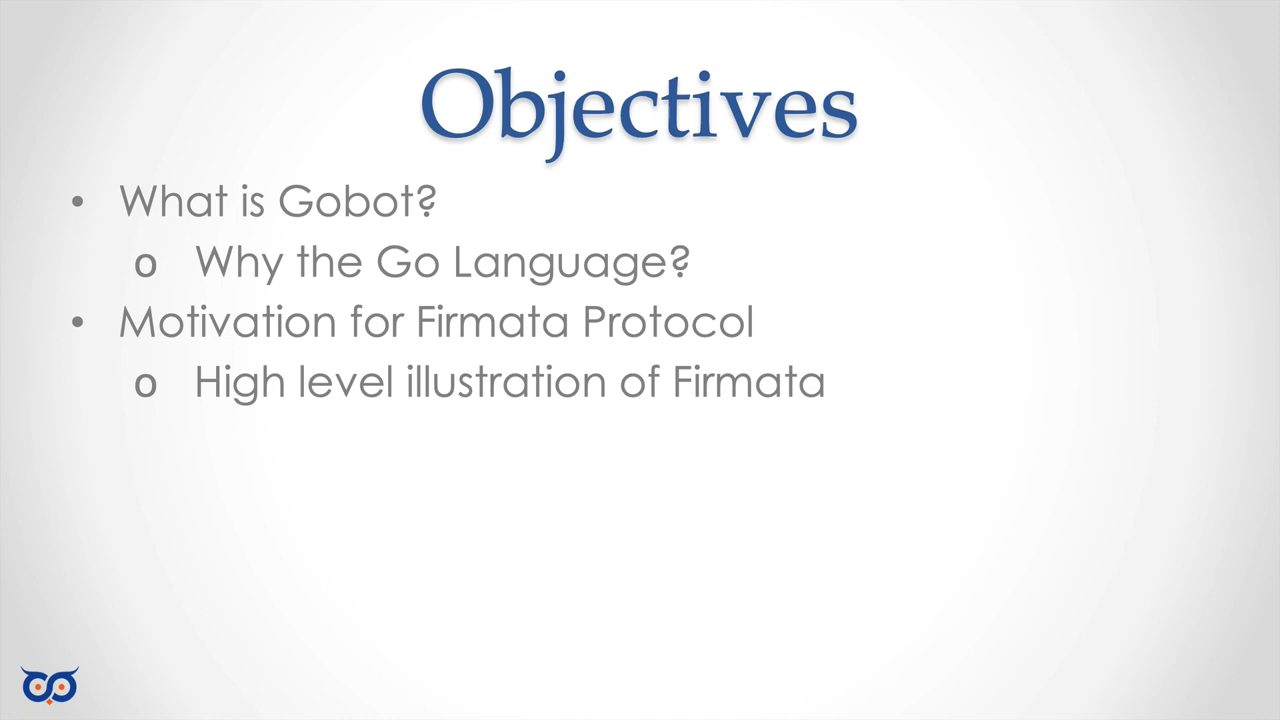 Objectives
• What is Gobot?
o Why the Go Language?
• Motivation for Firmata Protocol
o High level illustration of Firmata